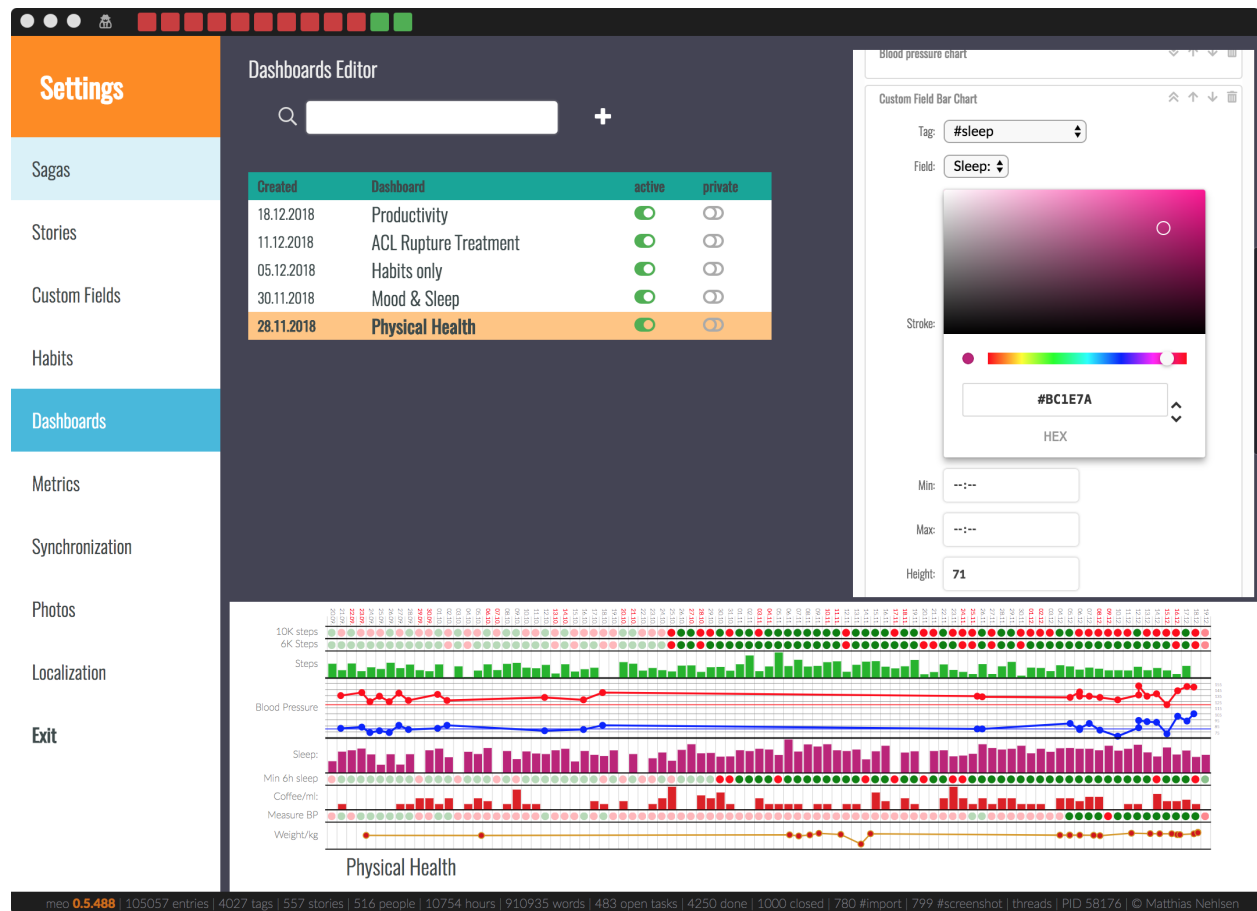 Settings
Sagas
Stories
Custom Fields
Habits
Dashboards
Metrics
Synchronization
Photos
Localization
Exit
Dashboards Editor
Created Dashboard active private
18.12.2018 Productivity
11.12.2018 ACL Rupture Treatment
05.12.2018 Habits only
30.11.2018 Mood & Sleep
28.11.2018 Physical Health
Blood pressure chart
Custom Field Bar Chart
Tag: #sleep
Field: Sleep:
Stroke:
#BC1E7A
HEX
Min: --:--
Max: --:--
Height: 71
10K steps
6K Steps
Steps
Blood Pressure
Sleep:
Min 6h sleep
Coffee/ml:
Measure BP
Weight/kg
Physical Health
meo 0.5.488 | 105057 entries | 4027 tags | 557 stories | 516 people | 10754 hours | 910935 words | 483 open tasks | 4250 done | 1000 closed | 780 #import | 799 #screenshot | threads | PID 58176 | © Matthias Nehlsen